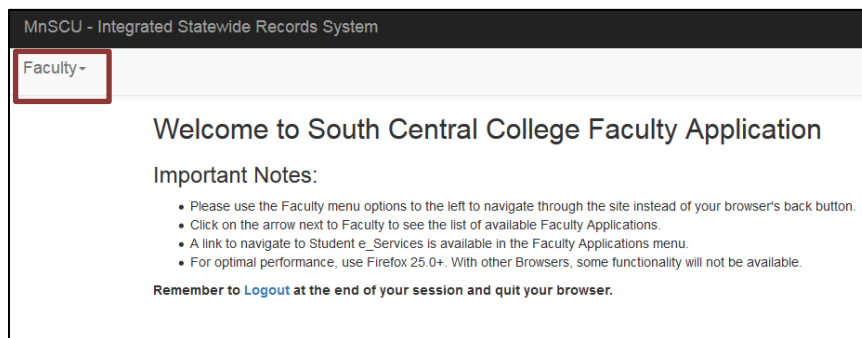 MnSCU - Integrated Statewide Records System
Faculty
Welcome to South Central College Faculty Application
Important Notes:
• Please use the Faculty menu options to the left to navigate through the site instead of your browser's back button.
• Click on the arrow next to Faculty to see the list of available Faculty Applications.
• A link to navigate to Student e_Services is available in the Faculty Applications menu.
• For optimal performance, use Firefox 25.0+. With other Browsers, some functionality will not be available.
Remember to Logout at the end of your session and quit your browser.